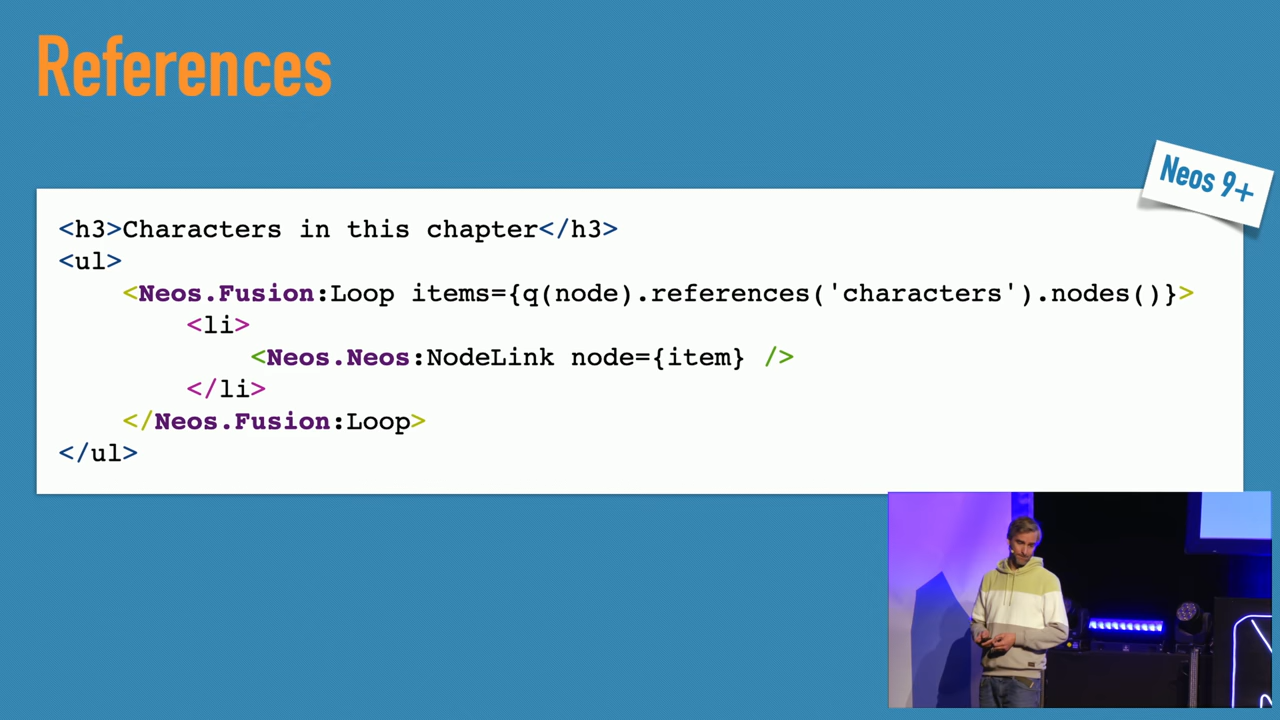 References
Neos 9+
<h3>Characters in this chapter</h3>
<ul>
    <Neos.Fusion:Loop items={q(node).references('characters').nodes()}>
        <li>
            <Neos.Neos:NodeLink node={item} />
        </li>
    </Neos.Fusion:Loop>
</ul>